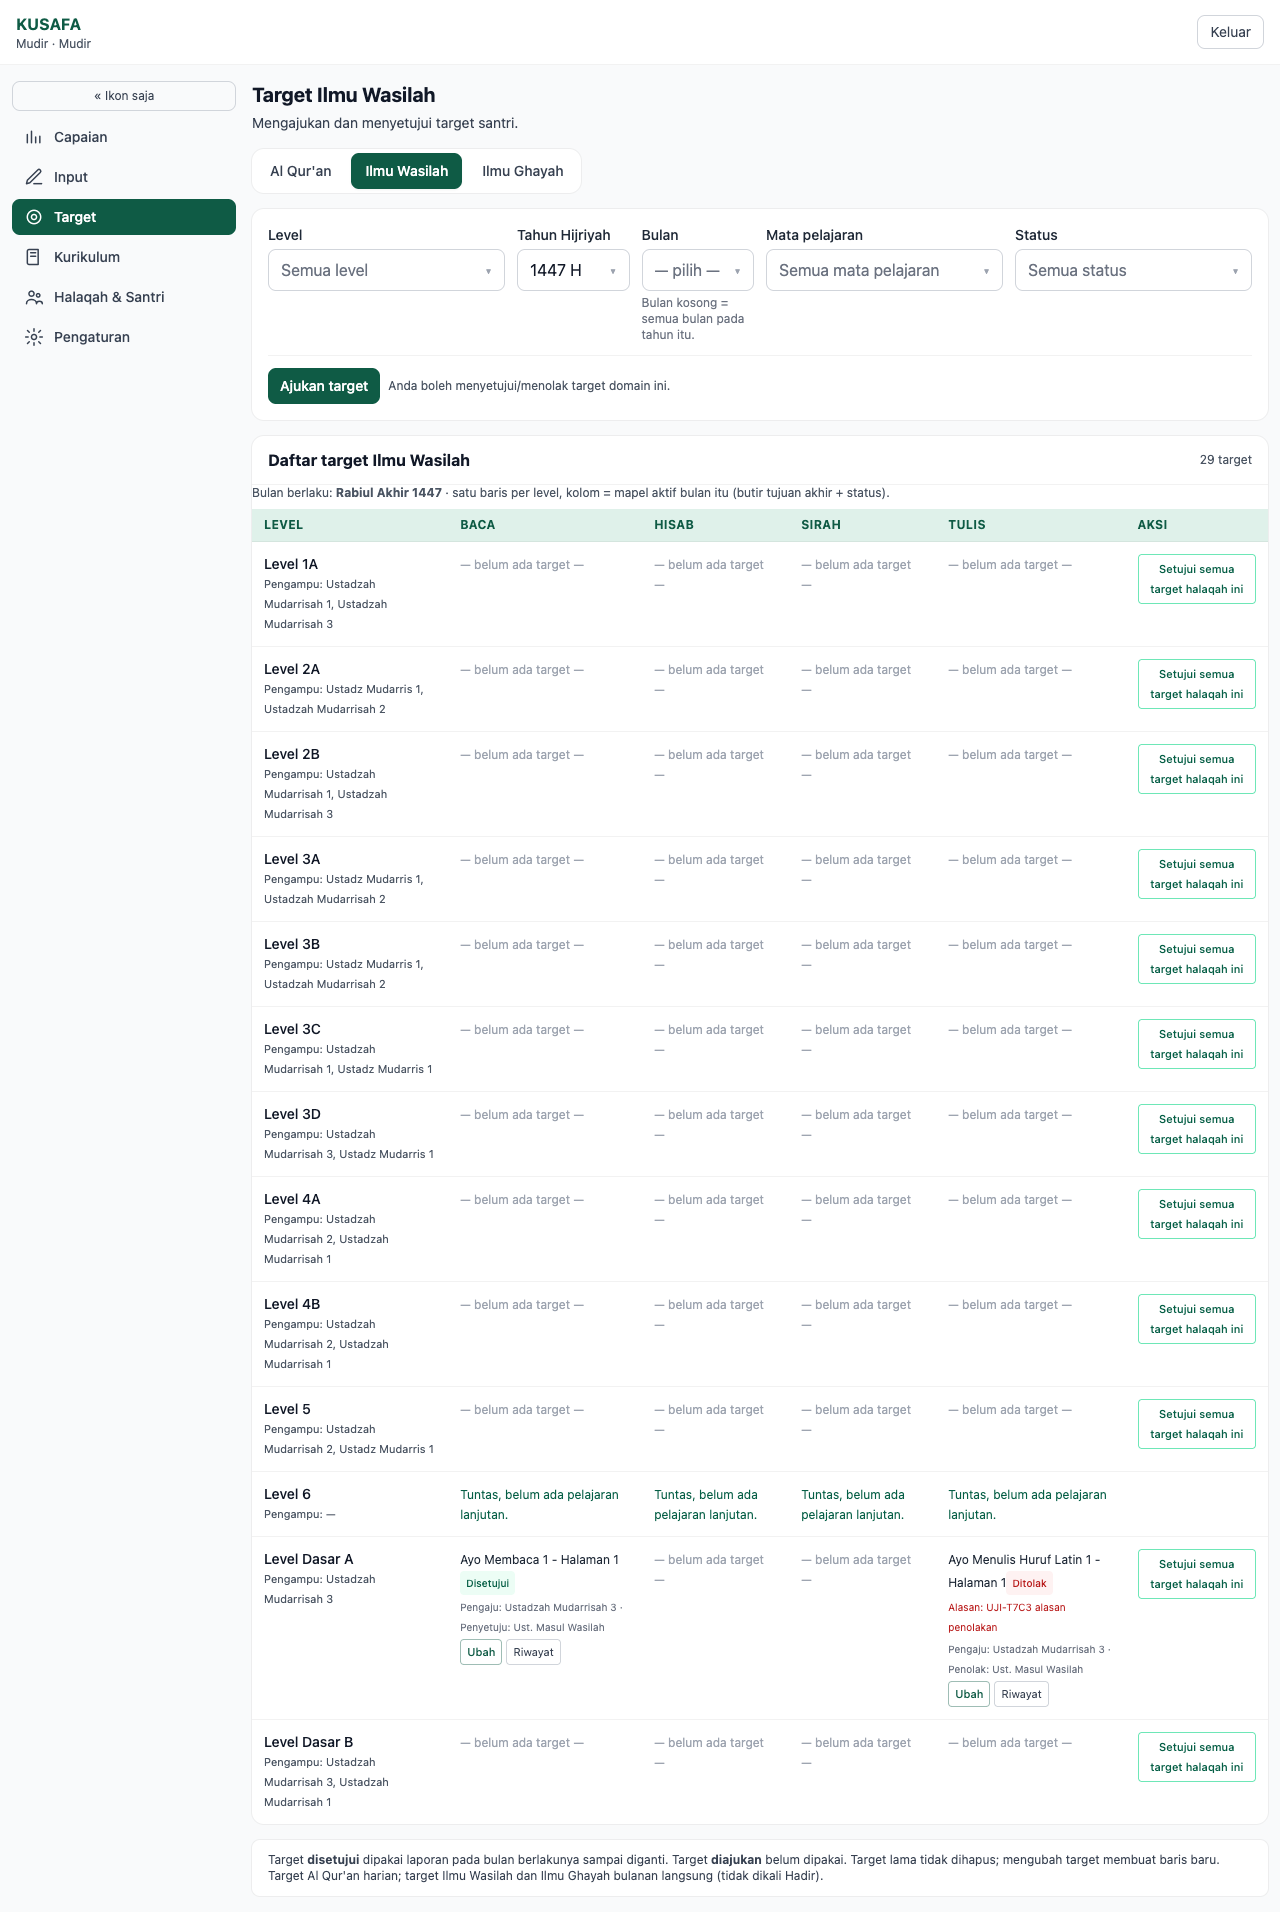 KUSAFA
Mudir · Mudir
Keluar
« Ikon saja
Capaian
Input
Target
Kurikulum
Halaqah & Santri
Pengaturan
Target Ilmu Wasilah
Mengajukan dan menyetujui target santri.
Al Qur'an
Ilmu Wasilah
Ilmu Ghayah
Level
Tahun Hijriyah
Bulan
Mata pelajaran
Status
Semua level
1447 H
— pilih —
Semua mata pelajaran
Semua status
Bulan kosong =
semua bulan pada
tahun itu.
Ajukan target
Anda boleh menyetujui/menolak target domain ini.
Daftar target Ilmu Wasilah
29 target
Bulan berlaku: Rabiul Akhir 1447 · satu baris per level, kolom = mapel aktif bulan itu (butir tujuan akhir + status).
LEVEL BACA HISAB SIRAH TULIS AKSI
Level 1A
Pengampu: Ustadzah
Mudarrisah 1, Ustadzah
Mudarrisah 3
— belum ada target —
— belum ada target
—
— belum ada target
—
— belum ada target —
Setujui semua
target halaqah ini
Level 2A
Pengampu: Ustadz Mudarris 1,
Ustadzah Mudarrisah 2
— belum ada target —
— belum ada target
—
— belum ada target
—
— belum ada target —
Setujui semua
target halaqah ini
Level 2B
Pengampu: Ustadzah
Mudarrisah 1, Ustadzah
Mudarrisah 3
— belum ada target —
— belum ada target
—
— belum ada target
—
— belum ada target —
Setujui semua
target halaqah ini
Level 3A
Pengampu: Ustadz Mudarris 1,
Ustadzah Mudarrisah 2
— belum ada target —
— belum ada target
—
— belum ada target
—
— belum ada target —
Setujui semua
target halaqah ini
Level 3B
Pengampu: Ustadz Mudarris 1,
Ustadzah Mudarrisah 2
— belum ada target —
— belum ada target
—
— belum ada target
—
— belum ada target —
Setujui semua
target halaqah ini
Level 3C
Pengampu: Ustadzah
Mudarrisah 1, Ustadz Mudarris 1
— belum ada target —
— belum ada target
—
— belum ada target
—
— belum ada target —
Setujui semua
target halaqah ini
Level 3D
Pengampu: Ustadzah
Mudarrisah 3, Ustadz Mudarris 1
— belum ada target —
— belum ada target
—
— belum ada target
—
— belum ada target —
Setujui semua
target halaqah ini
Level 4A
Pengampu: Ustadzah
Mudarrisah 2, Ustadzah
Mudarrisah 1
— belum ada target —
— belum ada target
—
— belum ada target
—
— belum ada target —
Setujui semua
target halaqah ini
Level 4B
Pengampu: Ustadzah
Mudarrisah 2, Ustadzah
Mudarrisah 1
— belum ada target —
— belum ada target
—
— belum ada target
—
— belum ada target —
Setujui semua
target halaqah ini
Level 5
Pengampu: Ustadzah
Mudarrisah 2, Ustadz Mudarris 1
— belum ada target —
— belum ada target
—
— belum ada target
—
— belum ada target —
Setujui semua
target halaqah ini
Level 6
Pengampu: —
Tuntas, belum ada pelajaran
lanjutan.
Tuntas, belum ada
pelajaran lanjutan.
Tuntas, belum ada
pelajaran lanjutan.
Tuntas, belum ada pelajaran
lanjutan.
Level Dasar A
Pengampu: Ustadzah
Mudarrisah 3
Ayo Membaca 1 - Halaman 1
Disetujui
Pengaju: Ustadzah Mudarrisah 3 ·
Penyetuju: Ust. Masul Wasilah
Ubah
Riwayat
— belum ada target
—
— belum ada target
—
Ayo Menulis Huruf Latin 1 -
Halaman 1 Ditolak
Alasan: UJI-T7C3 alasan
penolakan
Pengaju: Ustadzah Mudarrisah 3 ·
Penolak: Ust. Masul Wasilah
Ubah
Riwayat
Setujui semua
target halaqah ini
Level Dasar B
Pengampu: Ustadzah
Mudarrisah 3, Ustadzah
Mudarrisah 1
— belum ada target —
— belum ada target
—
— belum ada target
—
— belum ada target —
Setujui semua
target halaqah ini
Target disetujui dipakai laporan pada bulan berlakunya sampai diganti. Target diajukan belum dipakai. Target lama tidak dihapus; mengubah target membuat baris baru.
Target Al Qur'an harian; target Ilmu Wasilah dan Ilmu Ghayah bulanan langsung (tidak dikali Hadir).